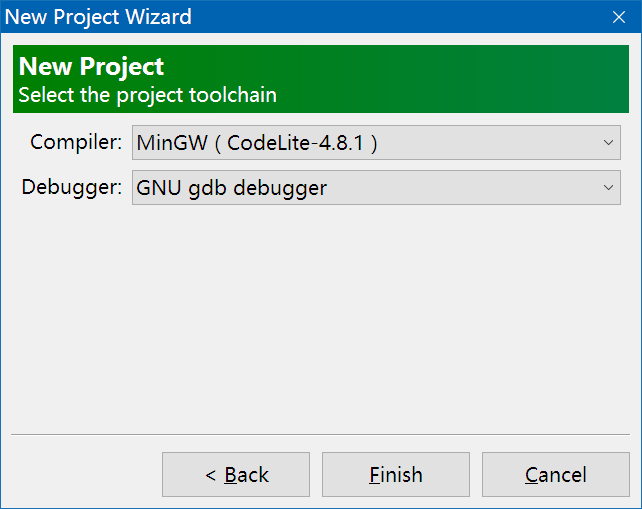 New Project Wizard
New Project
Select the project toolchain
Compiler: MinGW ( CodeLite-4.8.1 )
Debugger: GNU gdb debugger
< Back Finish Cancel